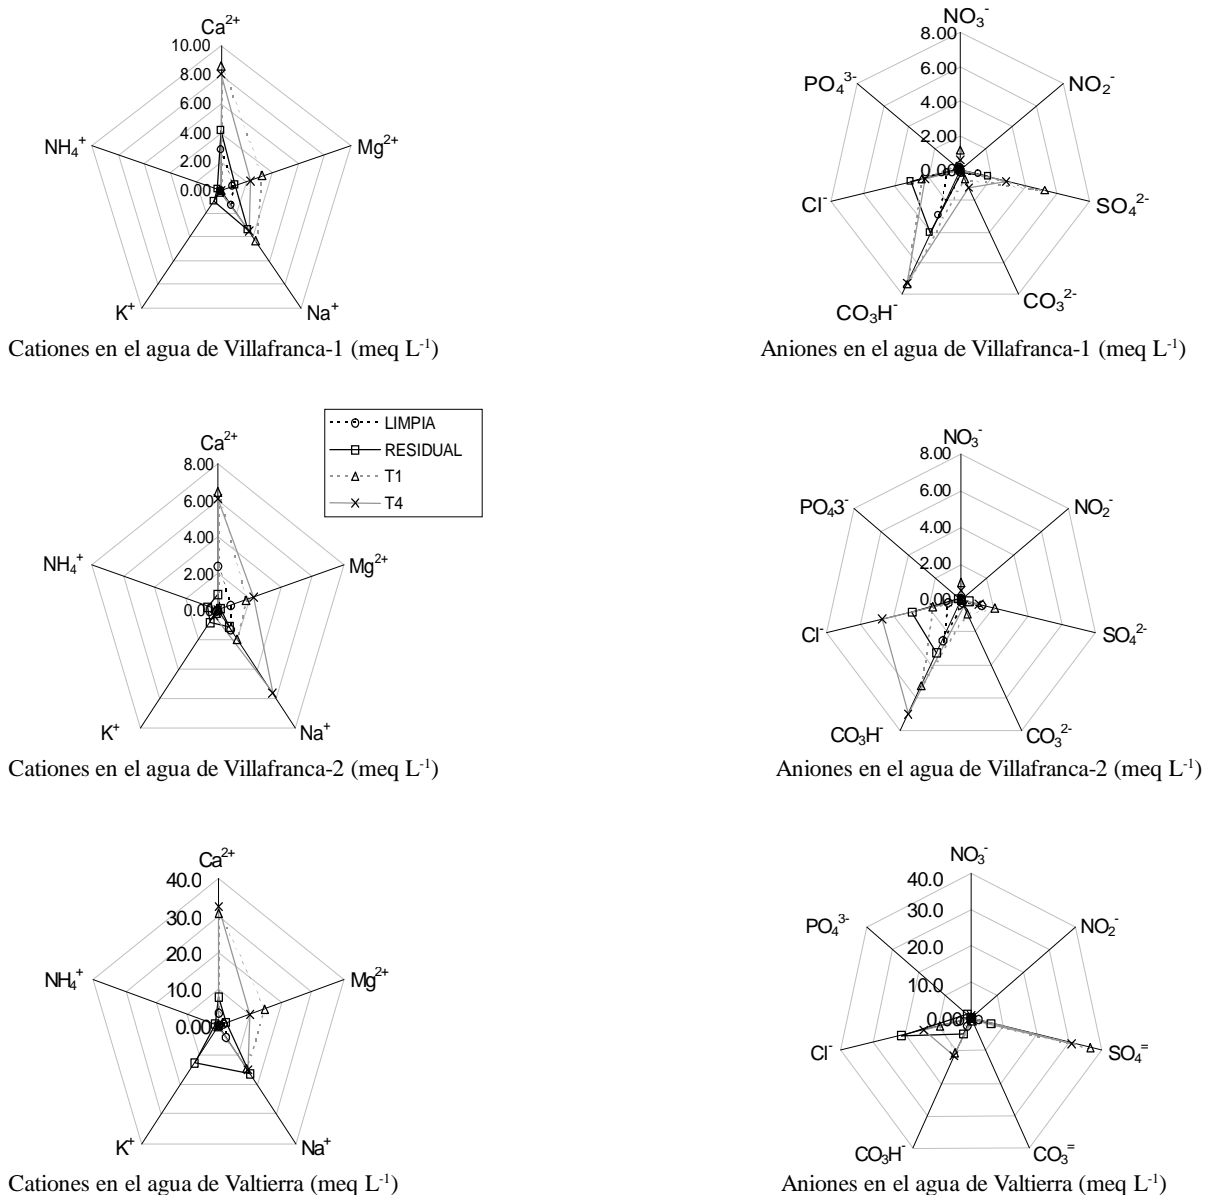 Ca²⁺
10.00
8.00
6.00
4.00
2.00
0.00
Mg²⁺
Na⁺
K⁺
NH₄⁺
Cationes en el agua de Villafranca-1 (meq L⁻¹)
NO₃⁻
8.00
6.00
4.00
2.00
0.00
NO₂⁻
SO₄²⁻
CO₃²⁻
CO₃H⁻
Cl⁻
PO₄³⁻
Aniones en el agua de Villafranca-1 (meq L⁻¹)
Ca²⁺
8.00
6.00
4.00
2.00
0.00
Mg²⁺
Na⁺
K⁺
NH₄⁺
LIMPIA
RESIDUAL
T1
T4
Cationes en el agua de Villafranca-2 (meq L⁻¹)
NO₃⁻
8.00
6.00
4.00
2.00
0.00
NO₂⁻
SO₄²⁻
CO₃²⁻
CO₃H⁻
Cl⁻
PO₄3⁻
Aniones en el agua de Villafranca-2 (meq L⁻¹)
Ca²⁺
40.0
30.0
20.0
10.0
0.00
Mg²⁺
Na⁺
K⁺
NH₄⁺
Cationes en el agua de Valtierra (meq L⁻¹)
NO₃⁻
40.0
30.0
20.0
10.0
0.00
NO₂⁻
SO₄⁼
CO₃⁼
CO₃H⁻
Cl⁻
PO₄³⁻
Aniones en el agua de Valtierra (meq L⁻¹)